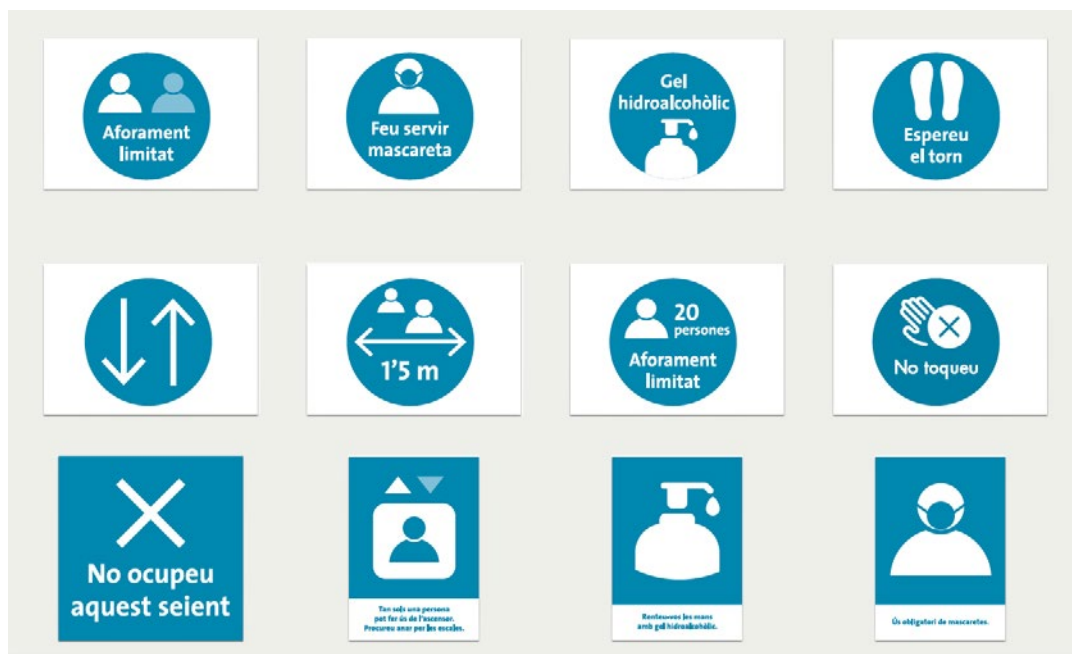 Aforament
limitat
Feu servir
mascareta
Gel
hidroalcohòlic
Espereu
el torn
1'5 m
20
persones
Aforament
limitat
No toqueu
No ocupeu
aquest seient
Tan sols una persona
pot fer ús de l'ascensor.
Procureu anar per les escales.
Renteu-vos les mans
amb gel hidroalcohòlic.
Ús obligatori de mascaretes.